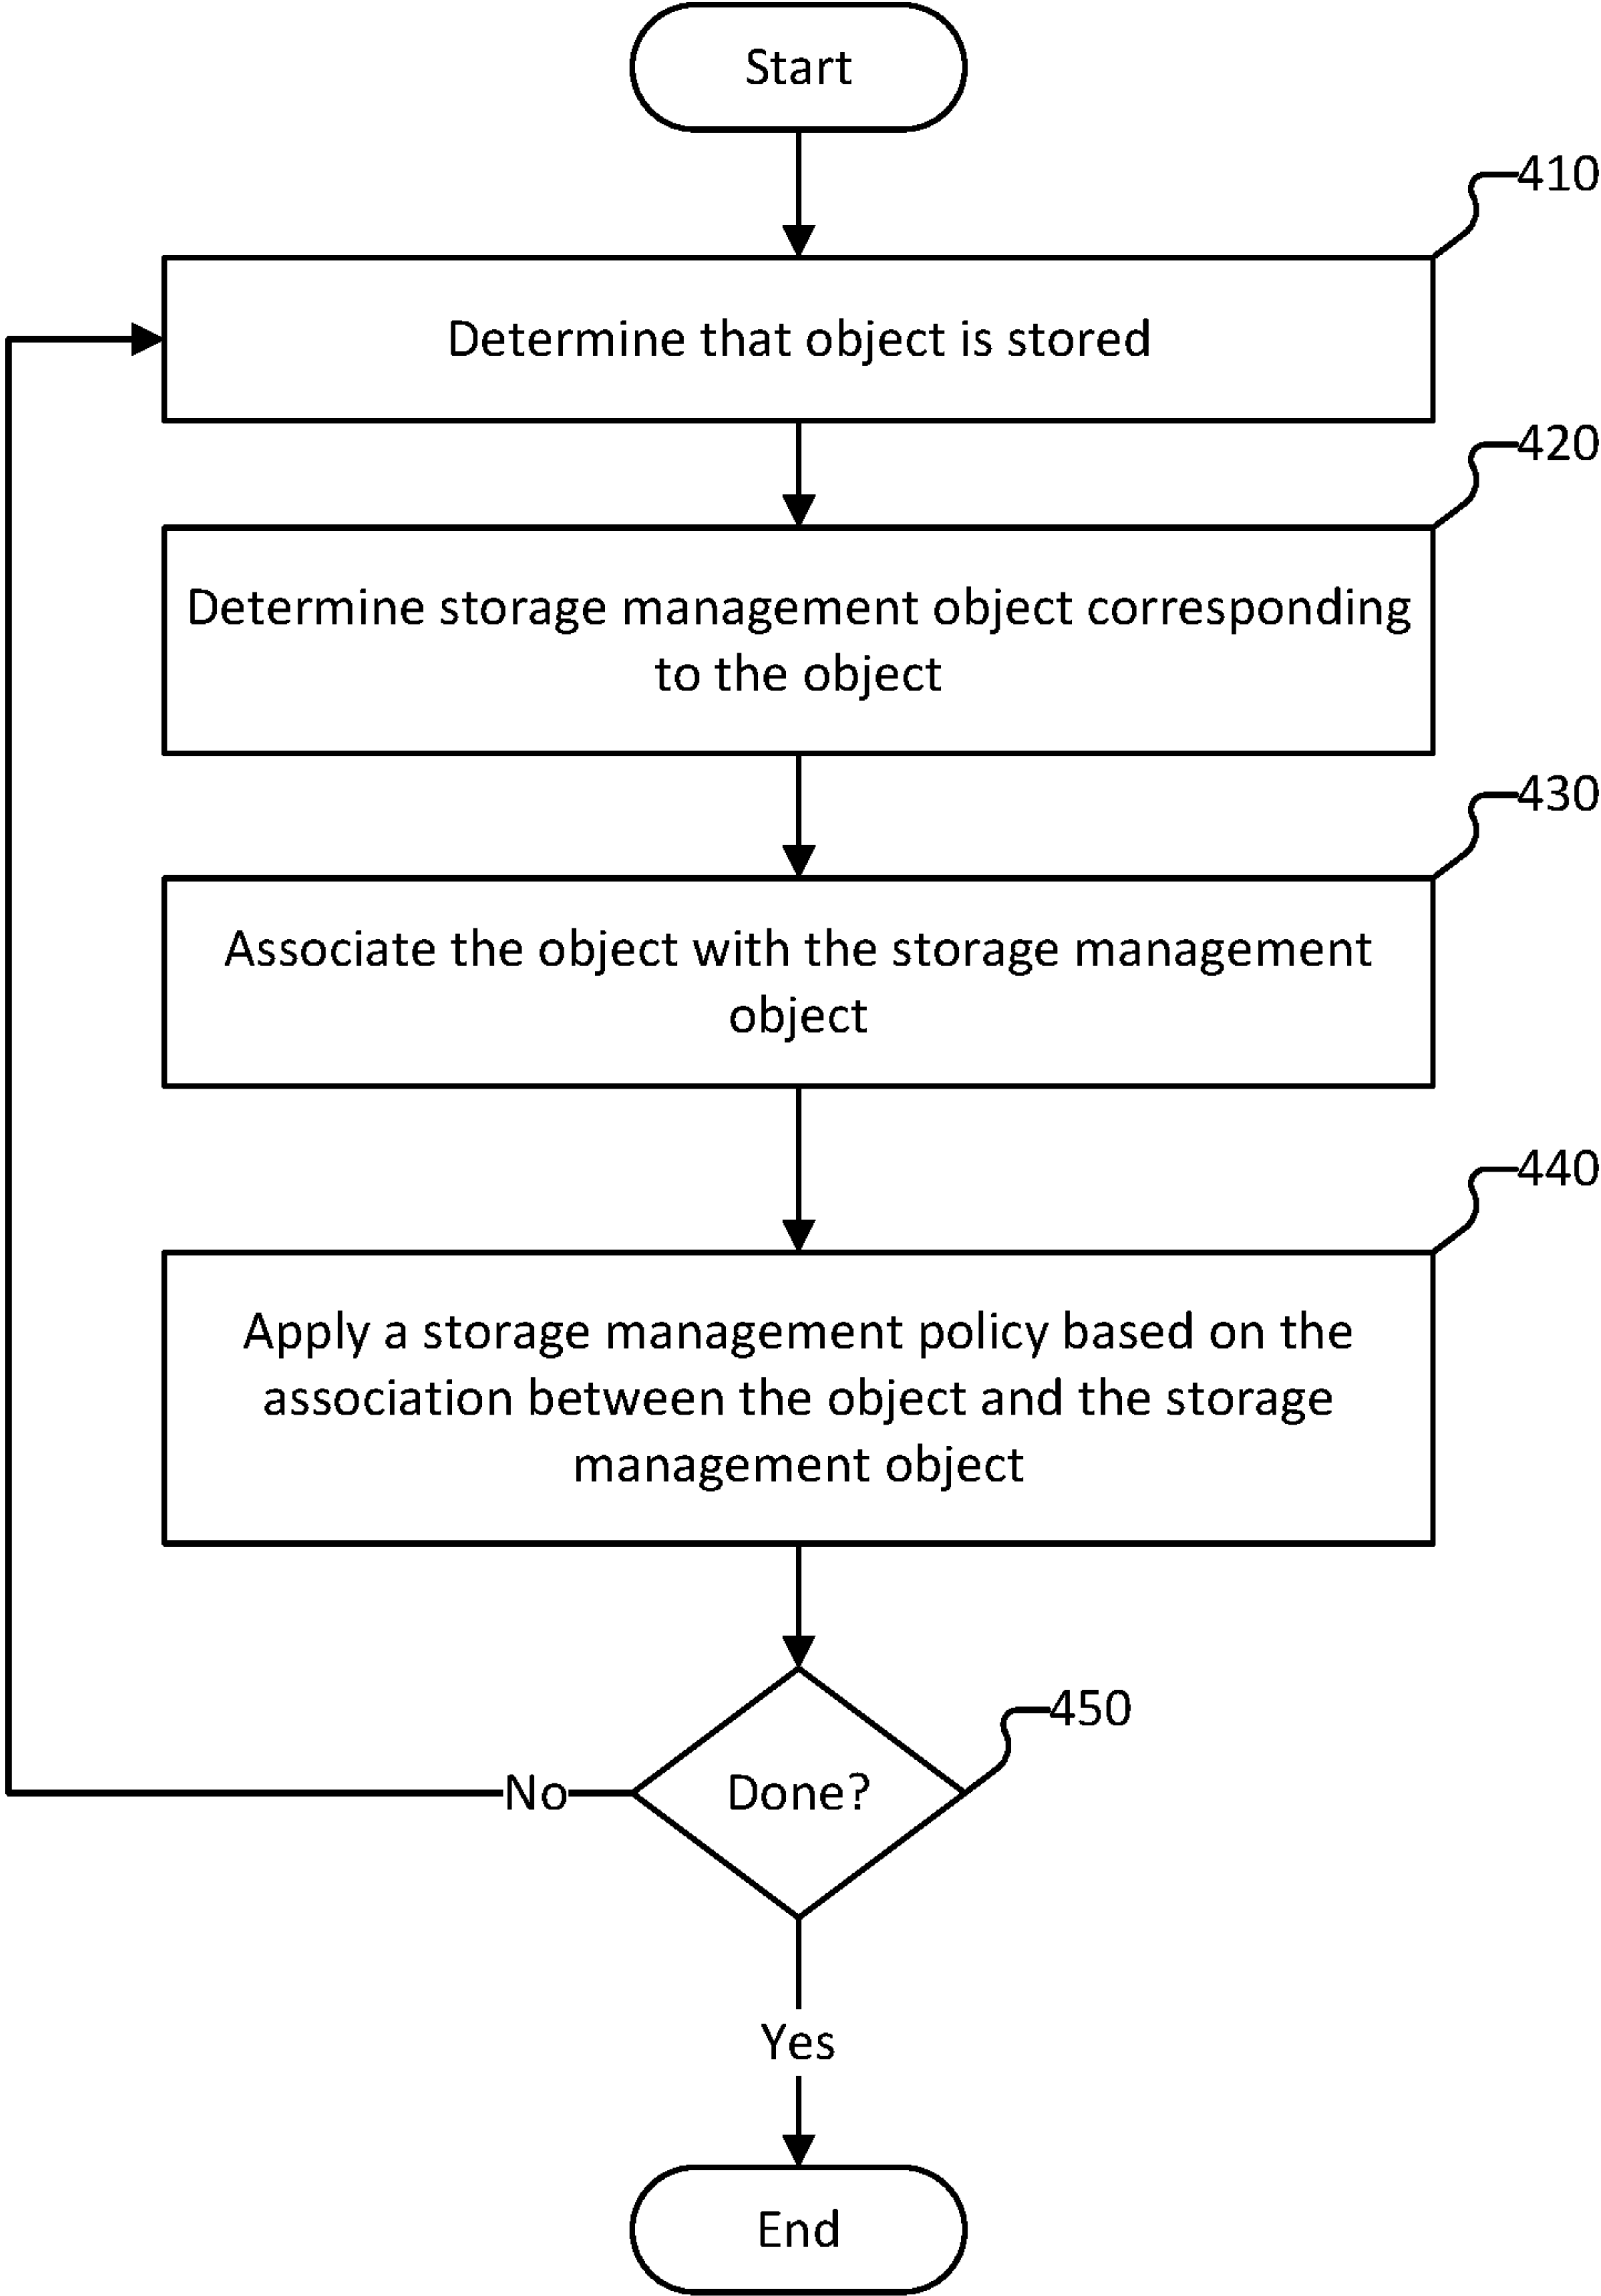 Start
410
Determine that object is stored
420
Determine storage management object corresponding
to the object
430
Associate the object with the storage management
object
440
Apply a storage management policy based on the
association between the object and the storage
management object
450
Done?
No
Yes
End